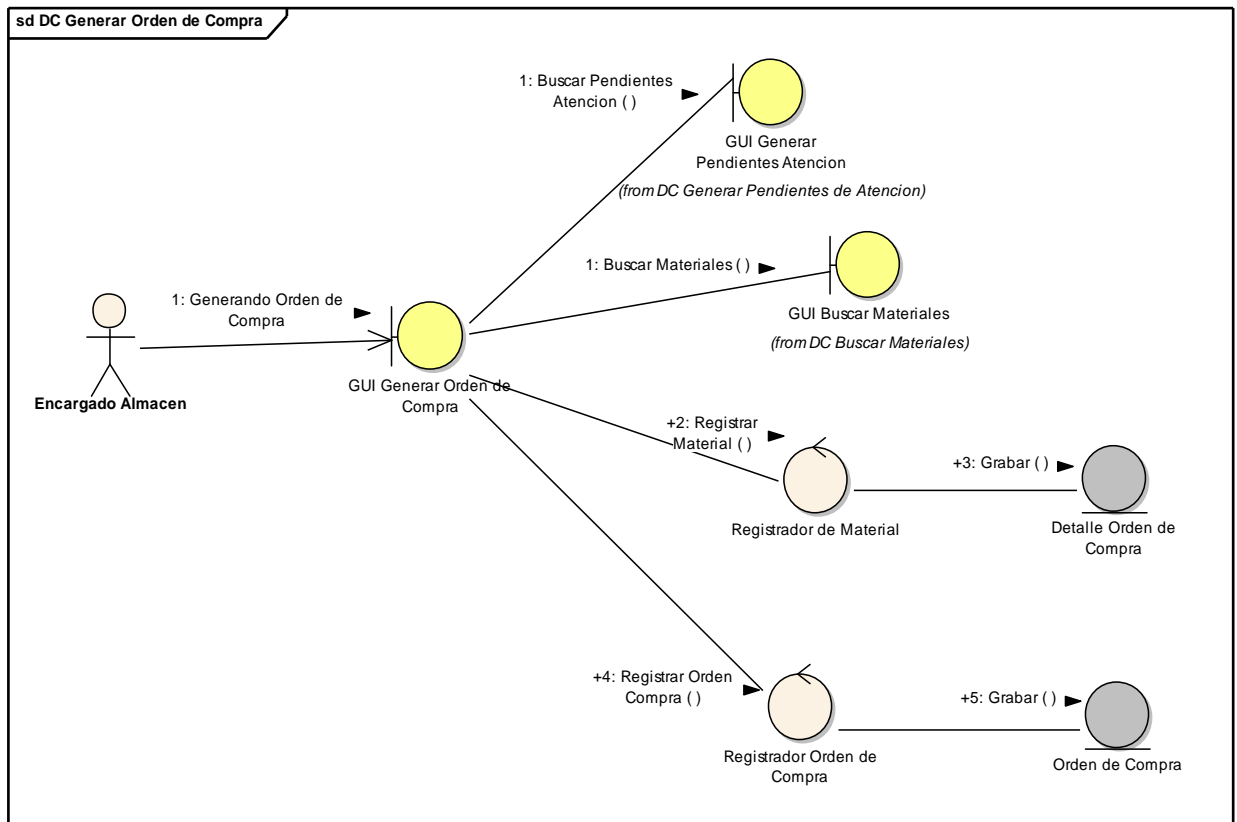 sd DC Generar Orden de Compra
1: Buscar Pendientes
Atencion ( )
GUI Generar
Pendientes Atencion
(from DC Generar Pendientes de Atencion)
1: Buscar Materiales ( )
GUI Buscar Materiales
(from DC Buscar Materiales)
1: Generando Orden de
Compra
Encargado Almacen
GUI Generar Orden de
Compra
+2: Registrar
Material ( )
Registrador de Material
+3: Grabar ( )
Detalle Orden de
Compra
+4: Registrar Orden
Compra ( )
Registrador Orden de
Compra
+5: Grabar ( )
Orden de Compra